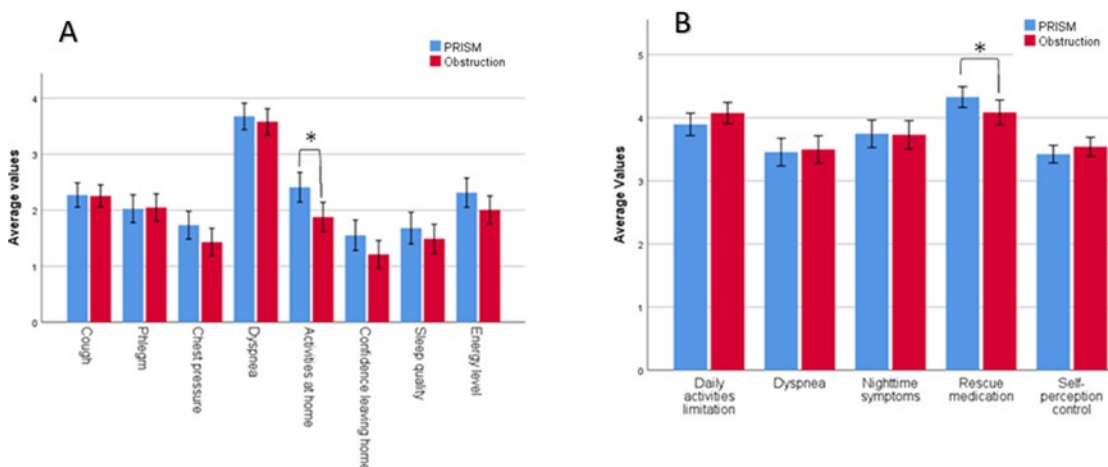 A
PRISM
Obstruction
Average values
4
3
2
1
0
*
Cough
Phlegm
Chest pressure
Dyspnea
Activities at home
Confidence leaving home
Sleep quality
Energy level
B
PRISM
Obstruction
Average Values
5
4
3
2
1
0
*
Daily
activities
limitation
Dyspnea
Nighttime
symptoms
Rescue
medication
Self-
perception
control